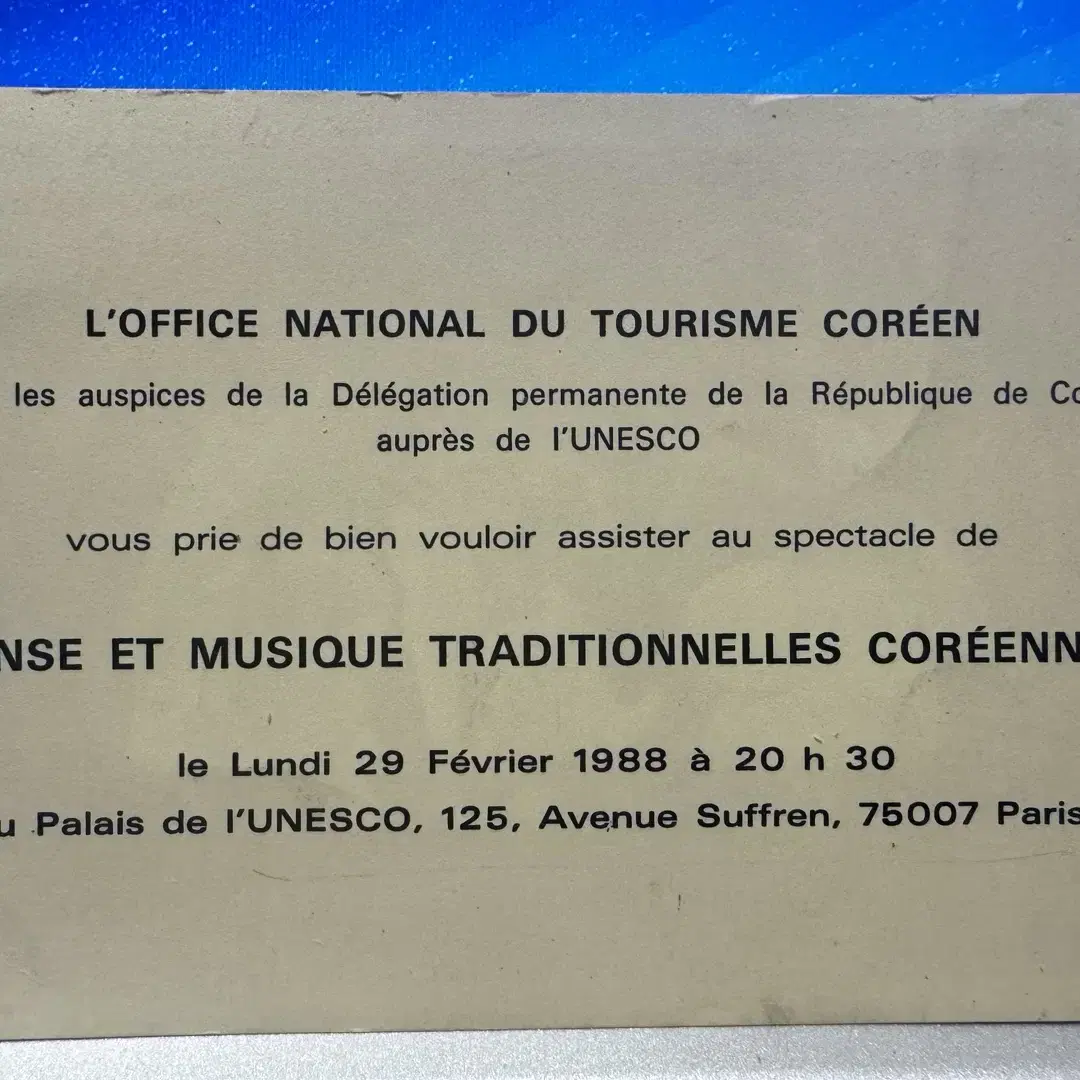 L'OFFICE NATIONAL DU TOURISME CORÉEN
les auspices de la Délégation permanente de la République de Co
auprès de l'UNESCO
vous prie de bien vouloir assister au spectacle de
NSE ET MUSIQUE TRADITIONNELLES CORÉENN
le Lundi 29 Février 1988 à 20 h 30
u Palais de l'UNESCO, 125, Avenue Suffren, 75007 Paris